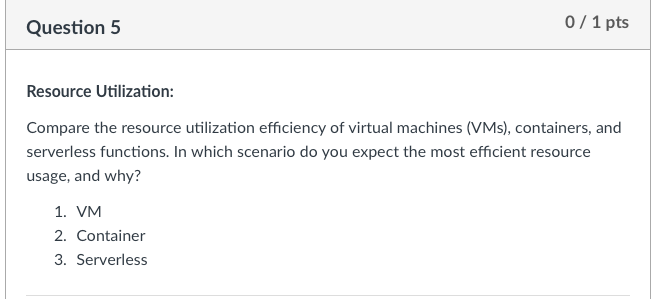 Question 5
0 / 1 pts
Resource Utilization:
Compare the resource utilization efficiency of virtual machines (VMs), containers, and
serverless functions. In which scenario do you expect the most efficient resource
usage, and why?
1. VM
2. Container
3. Serverless